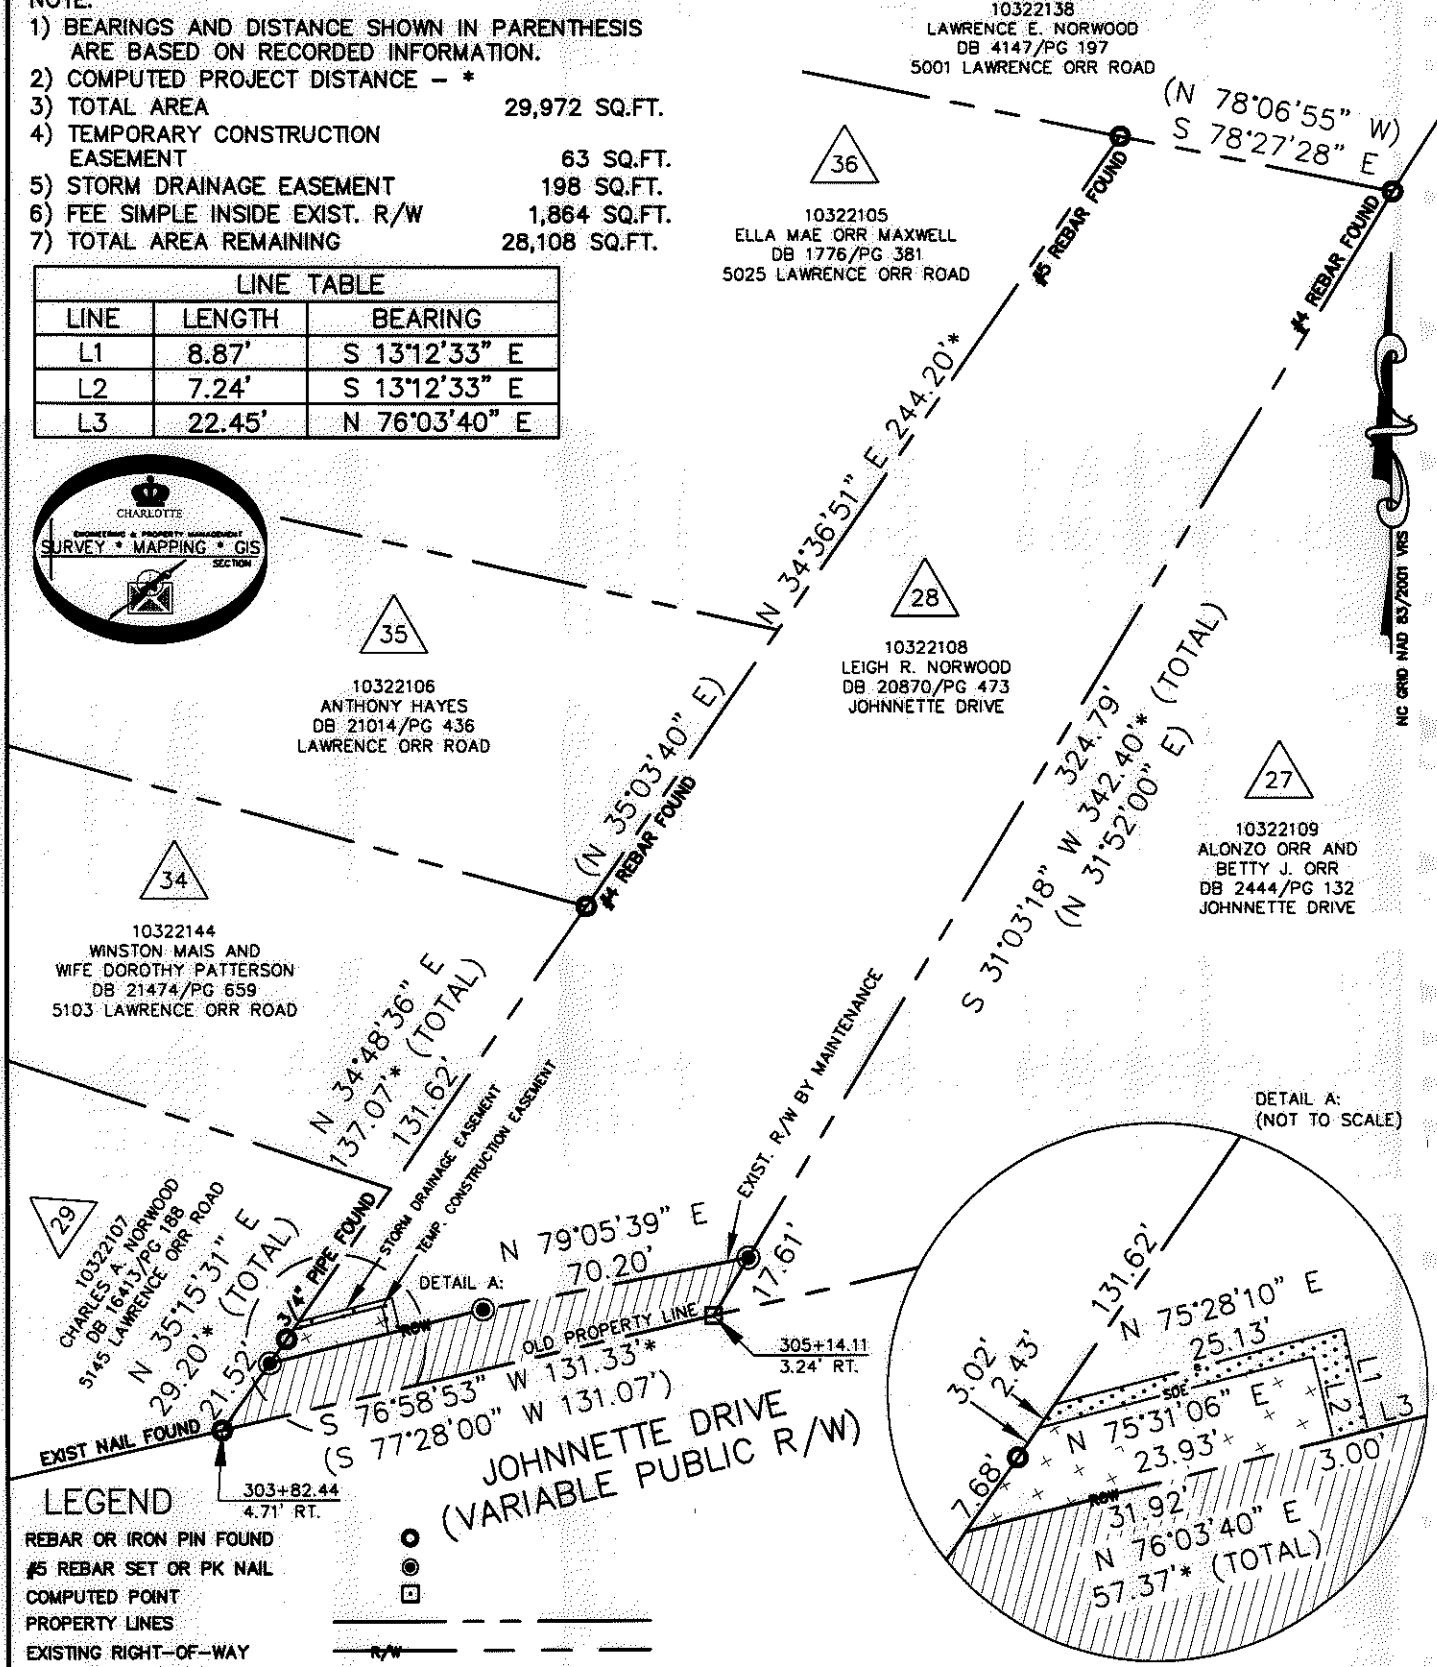 NOTE:
1) BEARINGS AND DISTANCE SHOWN IN PARENTHESIS
ARE BASED ON RECORDED INFORMATION.
2) COMPUTED PROJECT DISTANCE – *
3) TOTAL AREA 29,972 SQ.FT.
4) TEMPORARY CONSTRUCTION
EASEMENT 63 SQ.FT.
5) STORM DRAINAGE EASEMENT 198 SQ.FT.
6) FEE SIMPLE INSIDE EXIST. R/W 1,864 SQ.FT.
7) TOTAL AREA REMAINING 28,108 SQ.FT.
LINE TABLE
LINE LENGTH BEARING
L1 8.87' S 13°12'33" E
L2 7.24' S 13°12'33" E
L3 22.45' N 76°03'40" E
CHARLOTTE
ENGINEERING & PROPERTY MANAGEMENT
SURVEY * MAPPING * GIS
SECTION
10322138
LAWRENCE E. NORWOOD
DB 4147/PG 197
5001 LAWRENCE ORR ROAD
(N 78°06'55" W)
S 78°27'28" E
36
10322105
ELLA MAE ORR MAXWELL
DB 1776/PG 381
5025 LAWRENCE ORR ROAD
#5 REBAR FOUND
#4 REBAR FOUND
NC GRID NAD 83/2001 VRS
N 34°36'51" E 244.20'*
28
10322108
LEIGH R. NORWOOD
DB 20870/PG 473
JOHNNETTE DRIVE
35
10322106
ANTHONY HAYES
DB 21014/PG 436
LAWRENCE ORR ROAD
(N 35°03'40" E)
#4 REBAR FOUND
324.79'
S 31°03'18" W 342.40'* (TOTAL)
(N 31°52'00" E)
27
10322109
ALONZO ORR AND
BETTY J. ORR
DB 2444/PG 132
JOHNNETTE DRIVE
34
10322144
WINSTON MAIS AND
WIFE DOROTHY PATTERSON
DB 21474/PG 659
5103 LAWRENCE ORR ROAD
N 34°48'36" E
137.07'* (TOTAL)
131.62'
STORM DRAINAGE EASEMENT
TEMP. CONSTRUCTION EASEMENT
EXIST. R/W BY MAINTENANCE
29
10322107
CHARLES A. NORWOOD
DB 16413/PG 188
5145 LAWRENCE ORR ROAD
N 35°15'31" E
29.20'* (TOTAL)
21.52'
3/4" PIPE FOUND
DETAIL A:
N 79°05'39" E
70.20'
17.61'
ROW
OLD PROPERTY LINE
305+14.11
3.24' RT.
S 76°58'53" W 131.33'*
(S 77°28'00" W 131.07')
EXIST NAIL FOUND
303+82.44
4.71' RT.
JOHNNETTE DRIVE
(VARIABLE PUBLIC R/W)
DETAIL A:
(NOT TO SCALE)
131.62'
3.02'
2.43'
N 75°28'10" E
25.13'
SDE
L1
L2
L3
N 75°31'06" E
23.93'
3.00'
7.68'
ROW
31.92'
N 76°03'40" E
57.37'* (TOTAL)
LEGEND
REBAR OR IRON PIN FOUND
#5 REBAR SET OR PK NAIL
COMPUTED POINT
PROPERTY LINES
EXISTING RIGHT–OF–WAY R/W